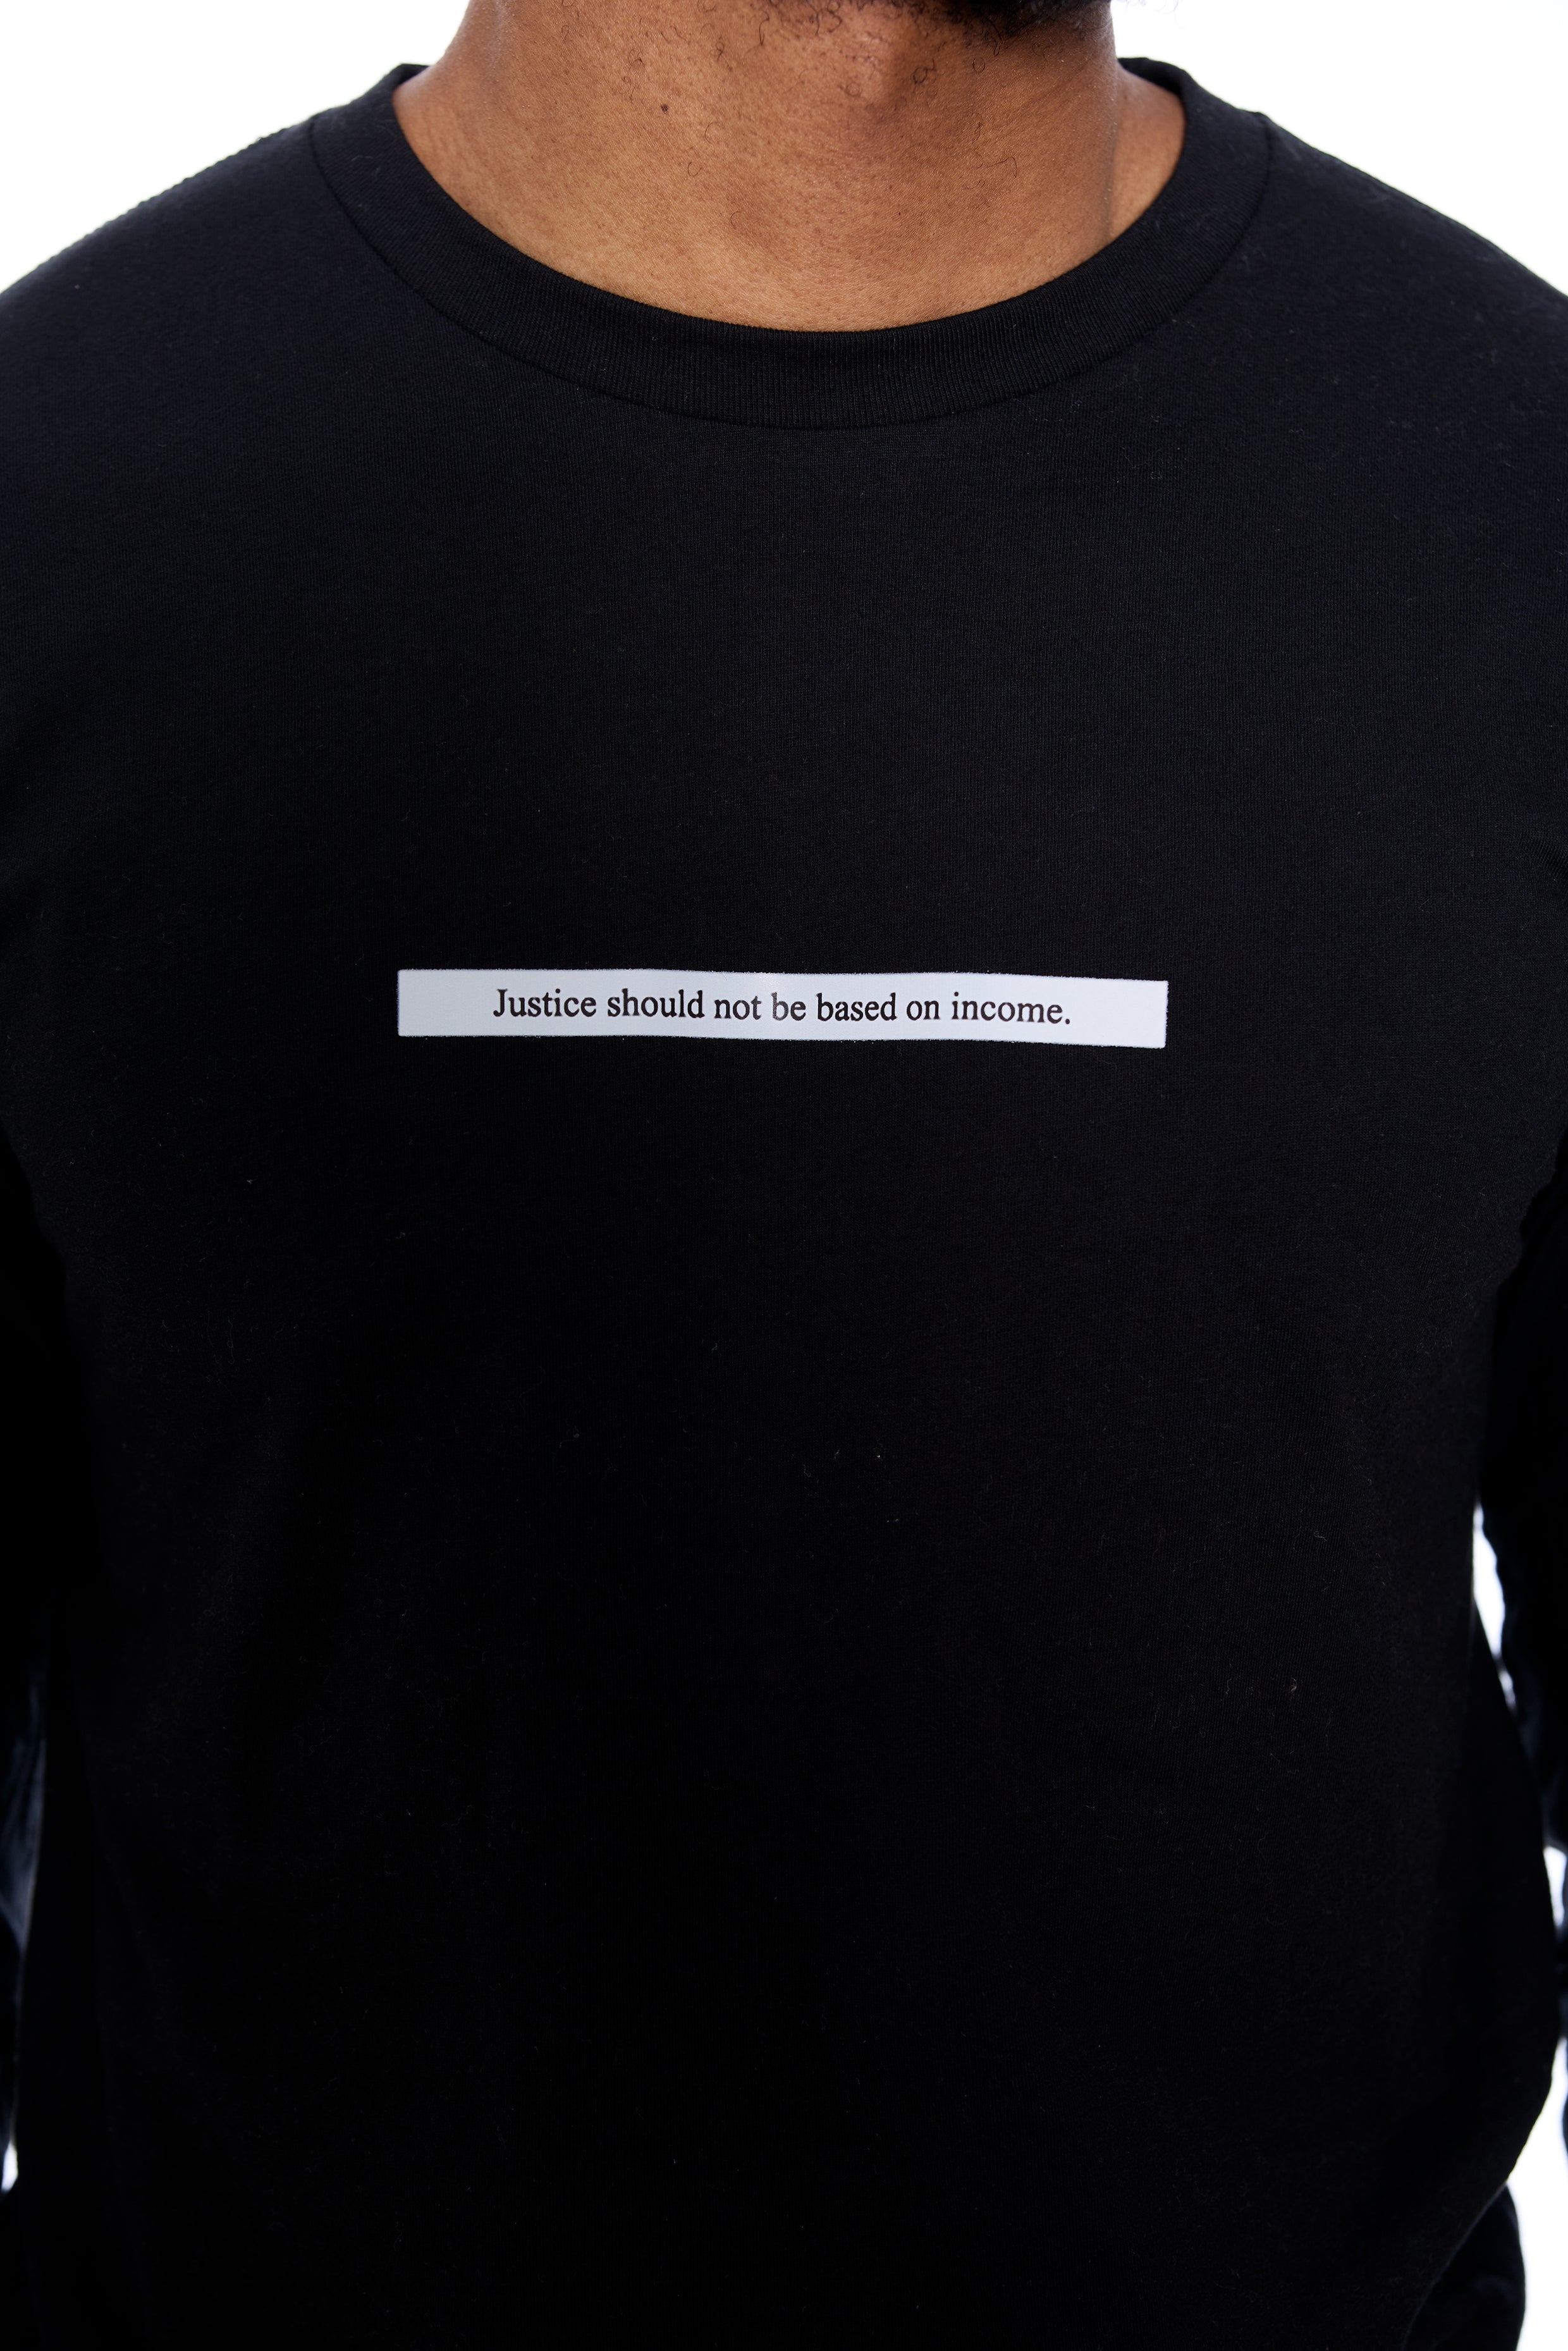 Justice should not be based on income.